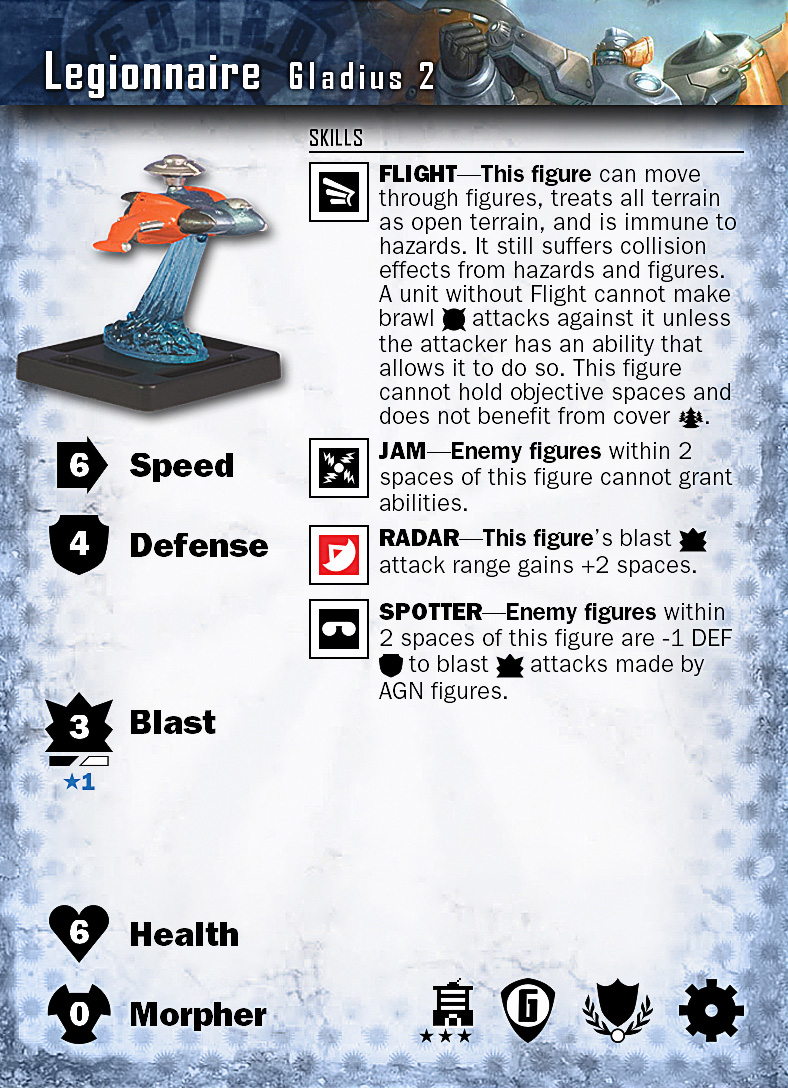 G.U.A.R.D
Legionnaire Gladius 2
SKILLS
FLIGHT—This figure can move
through figures, treats all terrain
as open terrain, and is immune to
hazards. It still suffers collision
effects from hazards and figures.
A unit without Flight cannot make
brawl attacks against it unless
the attacker has an ability that
allows it to do so. This figure
cannot hold objective spaces and
does not benefit from cover .
JAM—Enemy figures within 2
spaces of this figure cannot grant
abilities.
RADAR—This figure's blast
attack range gains +2 spaces.
SPOTTER—Enemy figures within
2 spaces of this figure are -1 DEF
to blast attacks made by
AGN figures.
6 Speed
4 Defense
3 Blast
★1
6 Health
0 Morpher
★★★
G